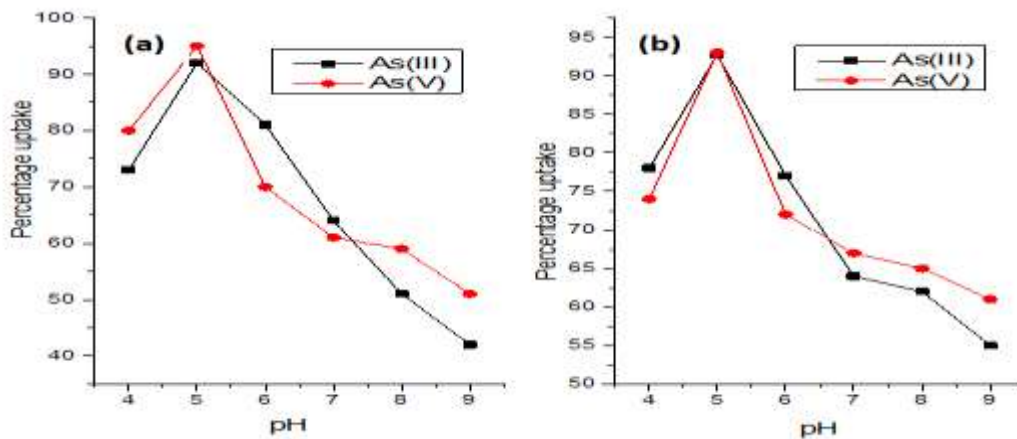 (a)
As(III)
As(V)
Percentage uptake
100
90
80
70
60
50
40
4 5 6 7 8 9
pH
(b)
As(III)
As(V)
Percentage uptake
95
90
85
80
75
70
65
60
55
50
4 5 6 7 8 9
pH